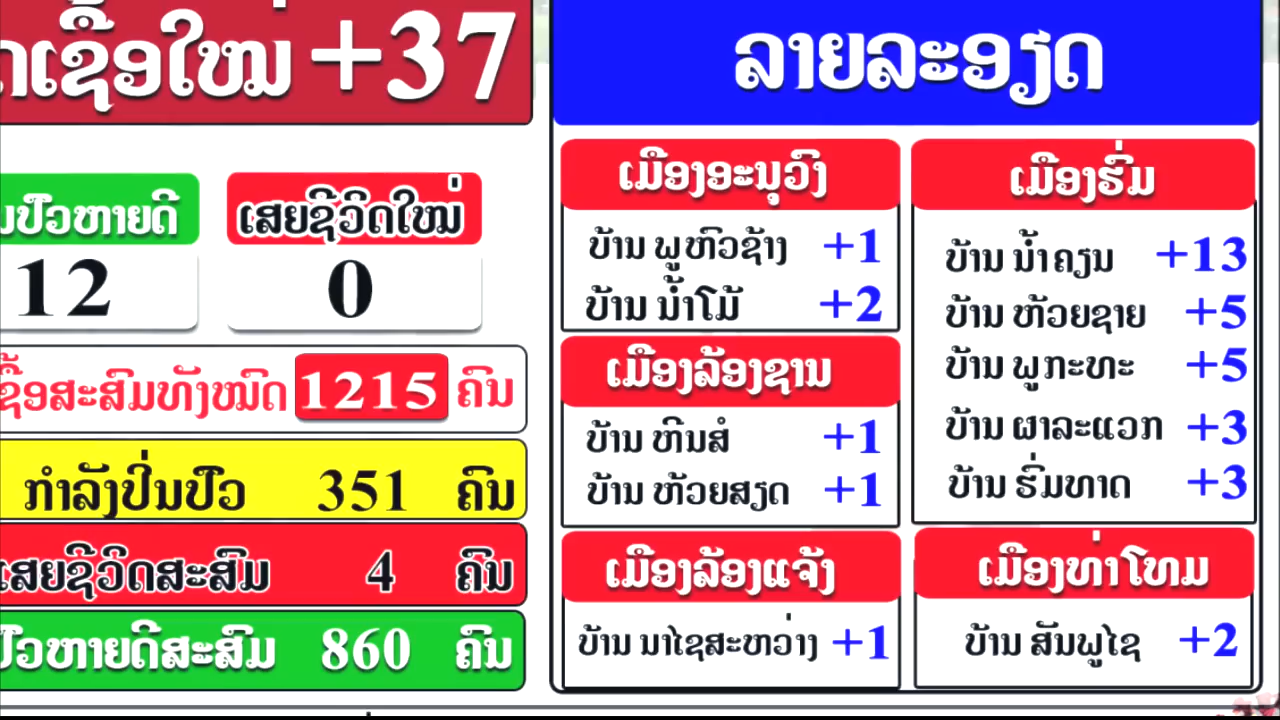 ເຊື້ອໃໝ່ +37
ປົວຫາຍດີ
12
ເສຍຊີວິດໃໝ່
0
ຊື້ອສະສົມທັງໝົດ 1215 ຄົນ
ກຳລັງປິ່ນປົວ 351 ຄົນ
ເສຍຊີວິດສະສົມ 4 ຄົນ
ປົວຫາຍດີສະສົມ 860 ຄົນ
ລາຍລະອຽດ
ເມືອງອະນຸວົງ
ບ້ານ ພູຫົວຊ້າງ +1
ບ້ານ ນ້ຳໂມ້ +2
ເມືອງລ້ອງຊານ
ບ້ານ ຫີນສໍ +1
ບ້ານ ຫ້ວຍສຽດ +1
ເມືອງລ້ອງແຈ້ງ
ບ້ານ ນາໄຊສະຫວ່າງ +1
ເມືອງຮົ່ມ
ບ້ານ ນ້ຳຄຽນ +13
ບ້ານ ຫ້ວຍຊາຍ +5
ບ້ານ ພູກະທະ +5
ບ້ານ ຜາລະແວກ +3
ບ້ານ ຮົ່ມທາດ +3
ເມືອງທ່າໂທມ
ບ້ານ ສັນພູໄຊ +2